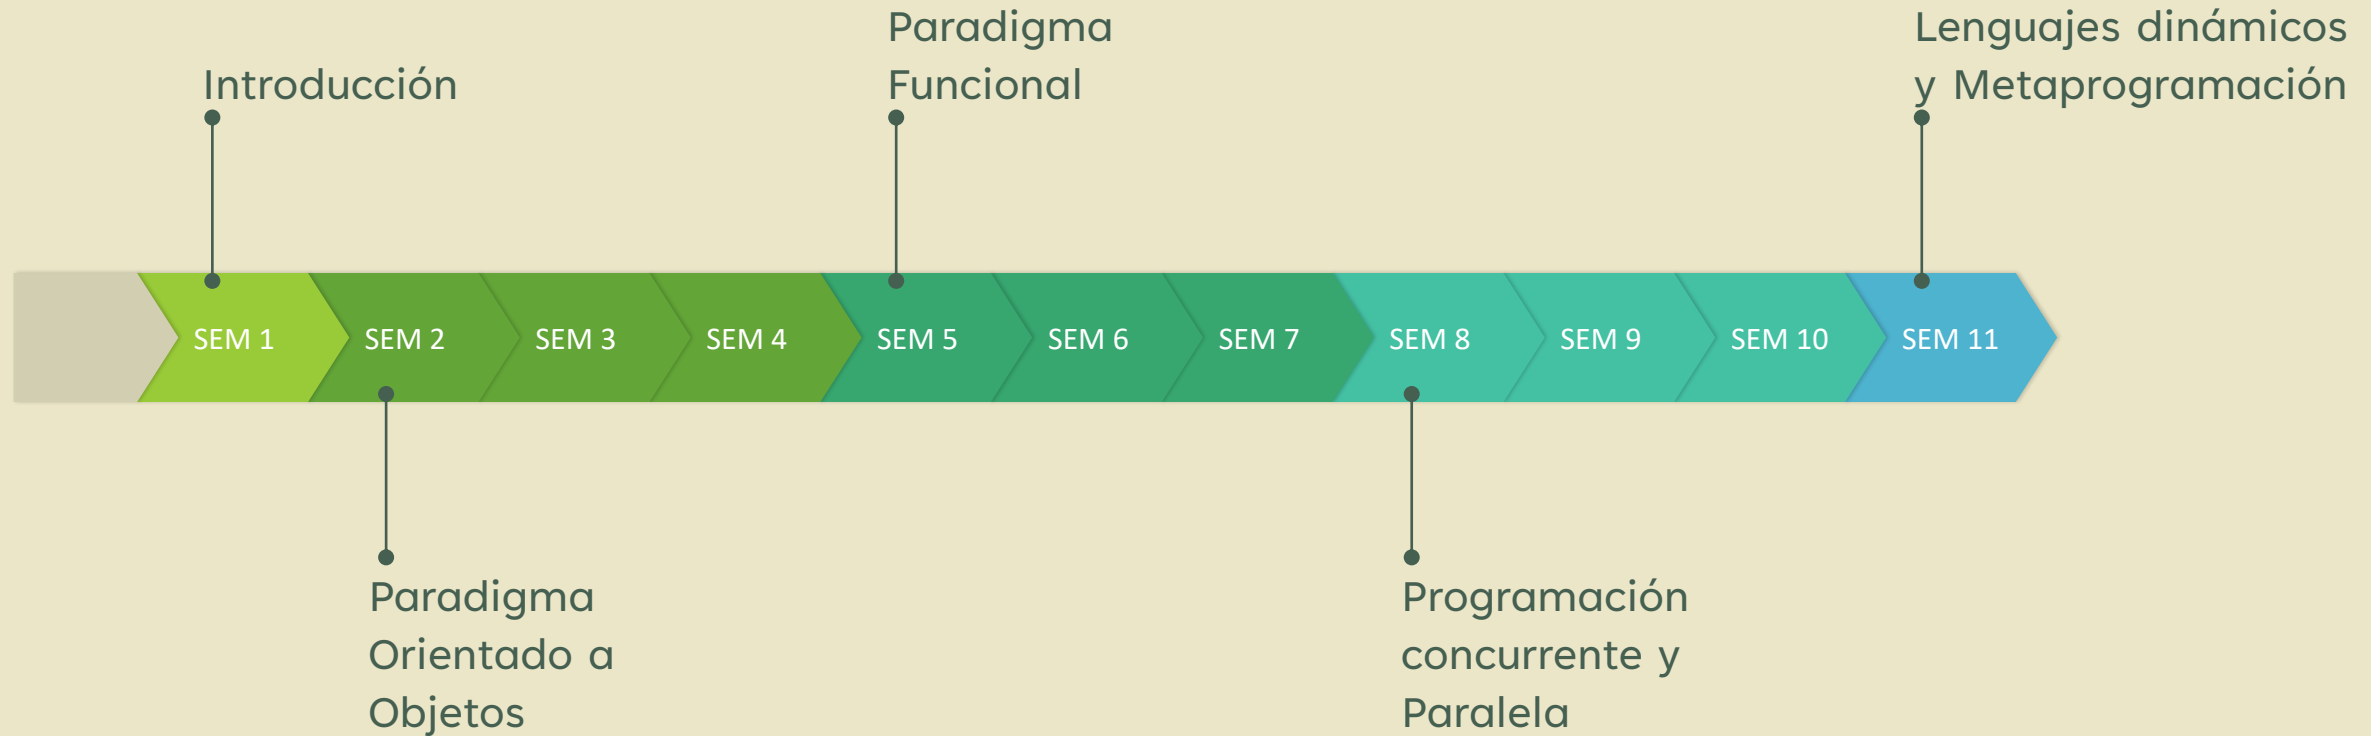 Introducción
Paradigma
Funcional
Lenguajes dinámicos
y Metaprogramación
SEM 1
SEM 2
SEM 3
SEM 4
SEM 5
SEM 6
SEM 7
SEM 8
SEM 9
SEM 10
SEM 11
Paradigma
Orientado a
Objetos
Programación
concurrente y
Paralela